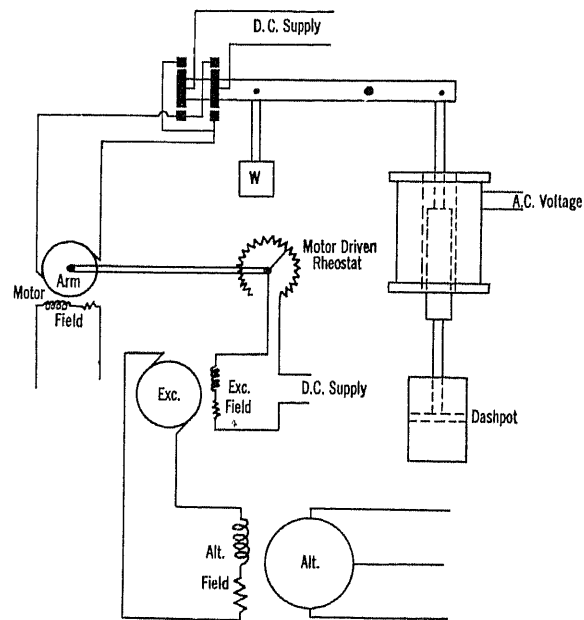 D.C. Supply
W
A.C. Voltage
Motor Driven
Rheostat
Arm
Motor
Field
Exc.
Exc.
Field
D.C. Supply
Dashpot
Alt.
Field
Alt.